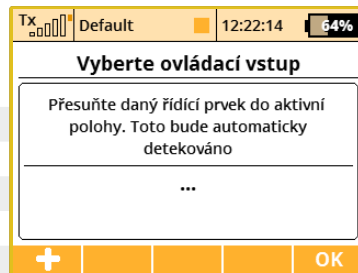 Tx Default 12:22:14 64%
Vyberte ovládací vstup
Přesuňte daný řídící prvek do aktivní
polohy. Toto bude automaticky
detekováno
...
OK